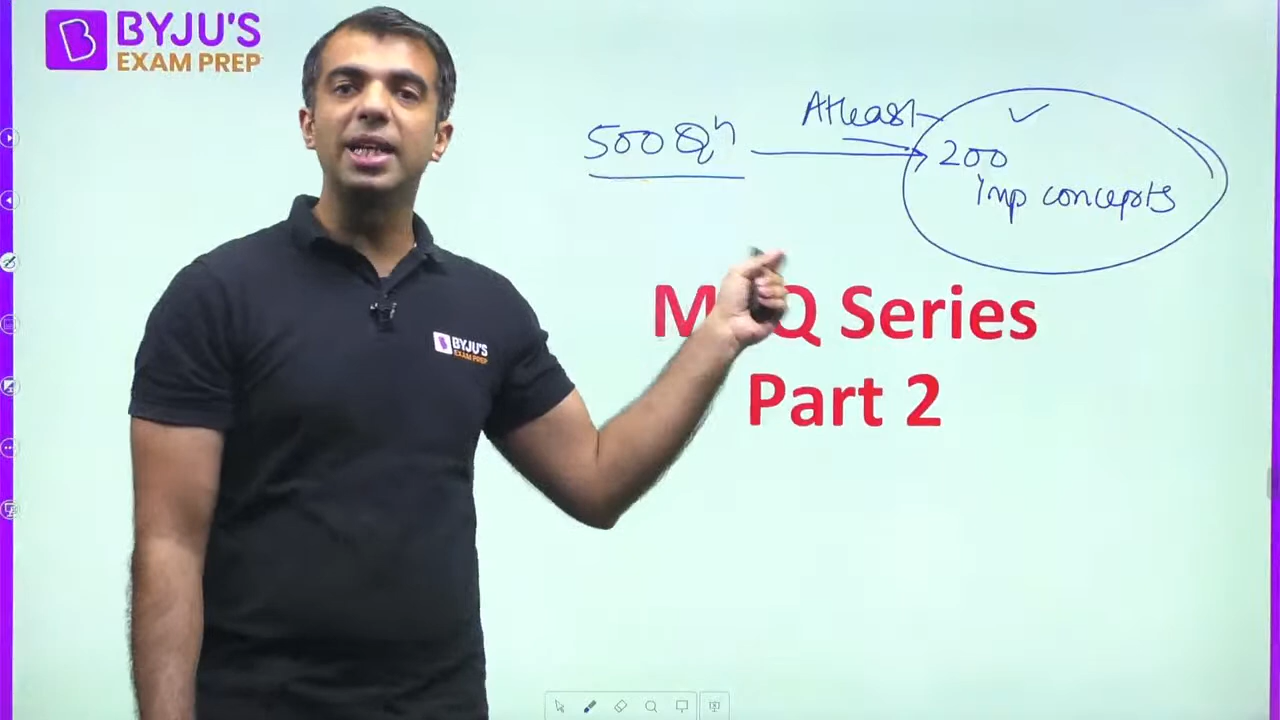 BYJU'S
EXAM PREP
500 Qⁿ
Atleast
200
imp concepts
BYJU'S
EXAM PREP
Series
Part 2